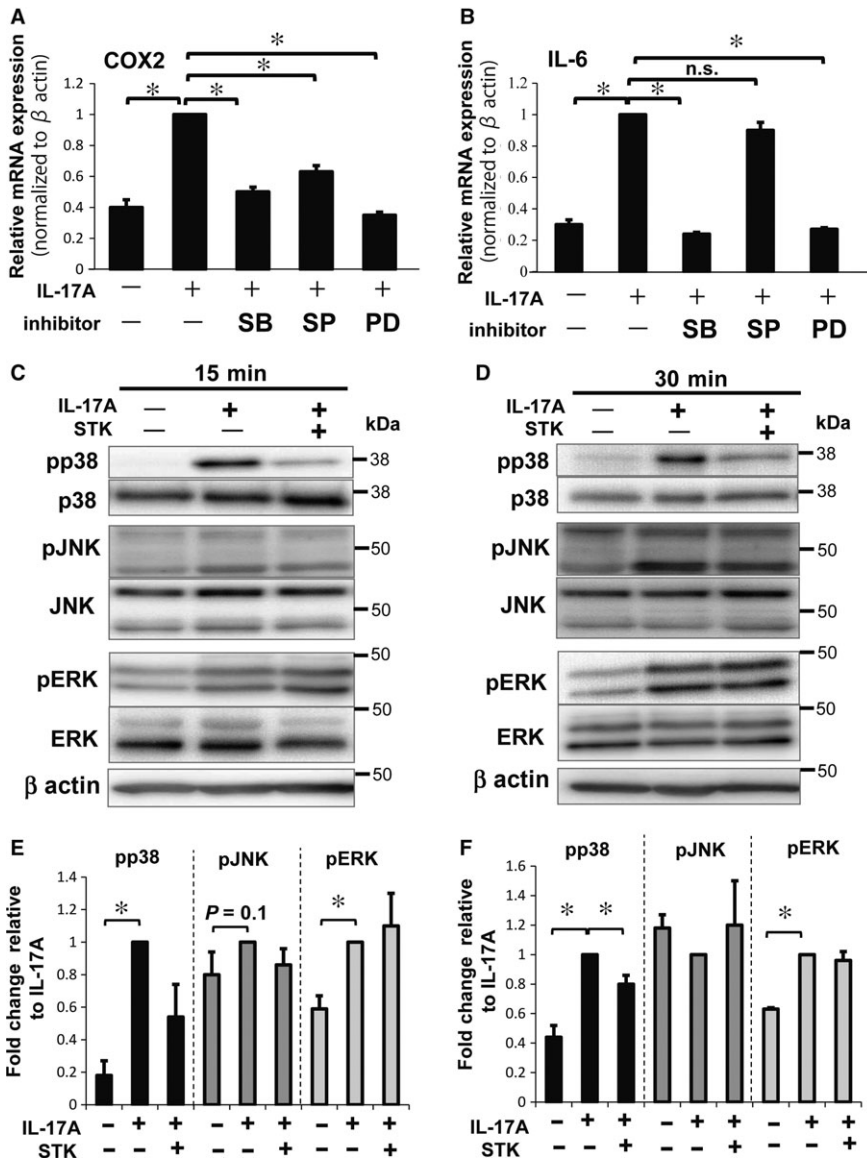 A
COX2
Relative mRNA expression
(normalized to β actin)
1.2
1
0.8
0.6
0.4
0.2
0
* * * *
IL-17A — + + + +
inhibitor — — SB SP PD
B
IL-6
Relative mRNA expression
(normalized to β actin)
1.2
1
0.8
0.6
0.4
0.2
0
*
n.s.
* *
IL-17A — + + + +
inhibitor — — SB SP PD
C
15 min
IL-17A — + +
STK — — +
kDa
pp38 38
p38 38
pJNK 50
JNK 50
pERK 50
ERK 50
β actin 50
D
30 min
IL-17A — + +
STK — — +
kDa
pp38 38
p38 38
pJNK 50
JNK 50
pERK 50
ERK 50
β actin 50
E
pp38 pJNK pERK
Fold change relative
to IL-17A
1.4
1.2
1
0.8
0.6
0.4
0.2
0
* P = 0.1 *
IL-17A - + + - + + - + +
STK - - + - - + - - +
F
pp38 pJNK pERK
Fold change relative
to IL-17A
1.6
1.4
1.2
1
0.8
0.6
0.4
0.2
0
* * *
IL-17A - + + - + + - + +
STK - - + - - + - - +